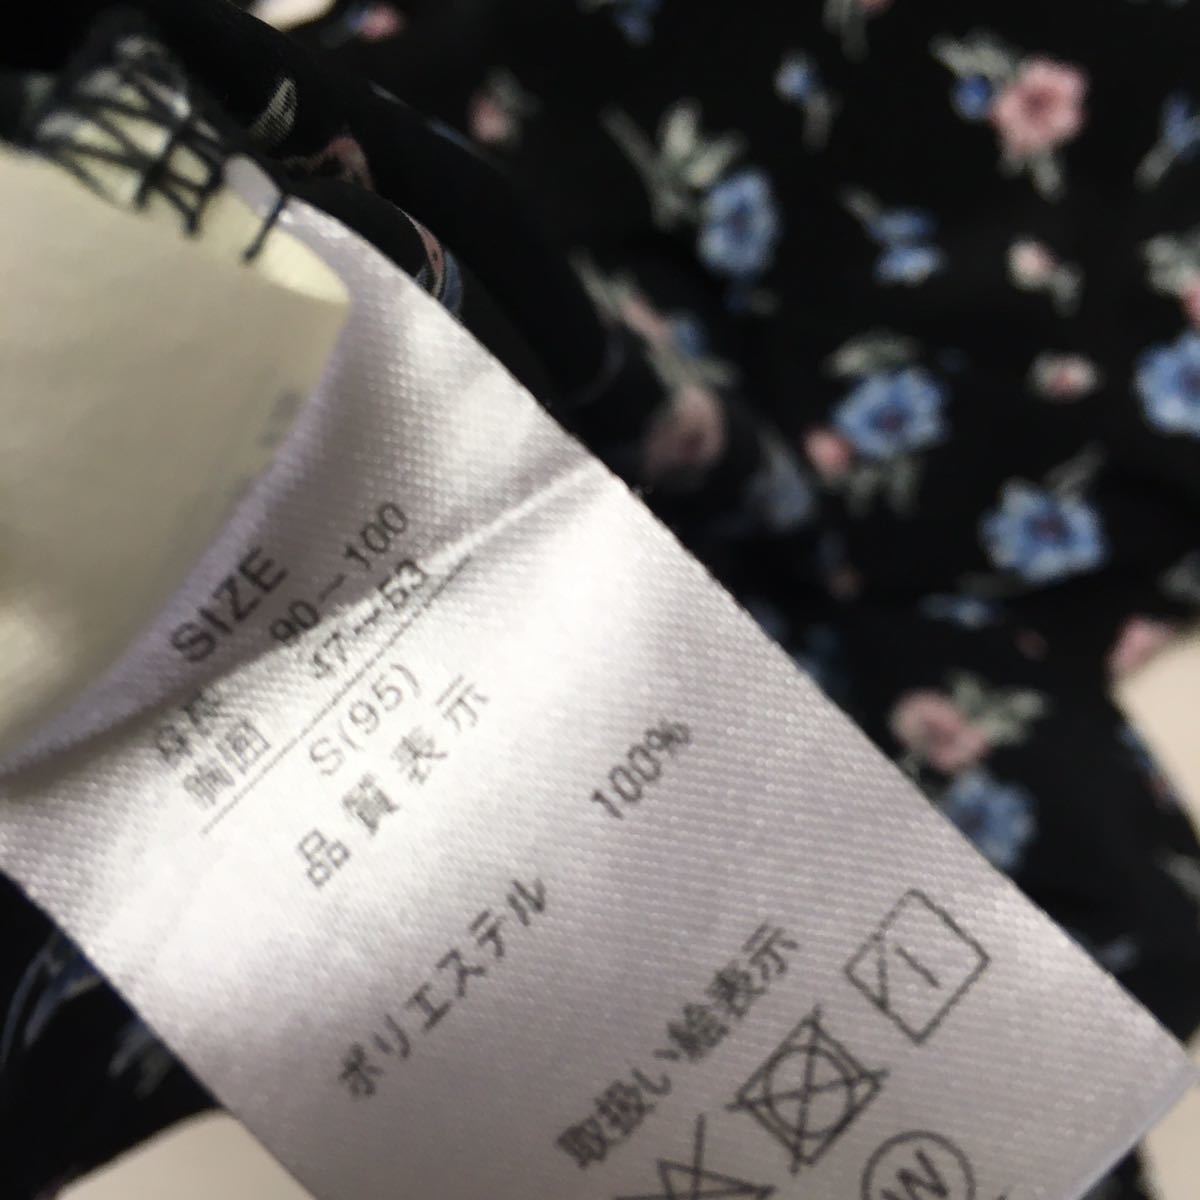 SIZE
身長 90−100
胸囲 47−53
S(95)
品質表示
ポリエステル 100%
取扱い絵表示
W